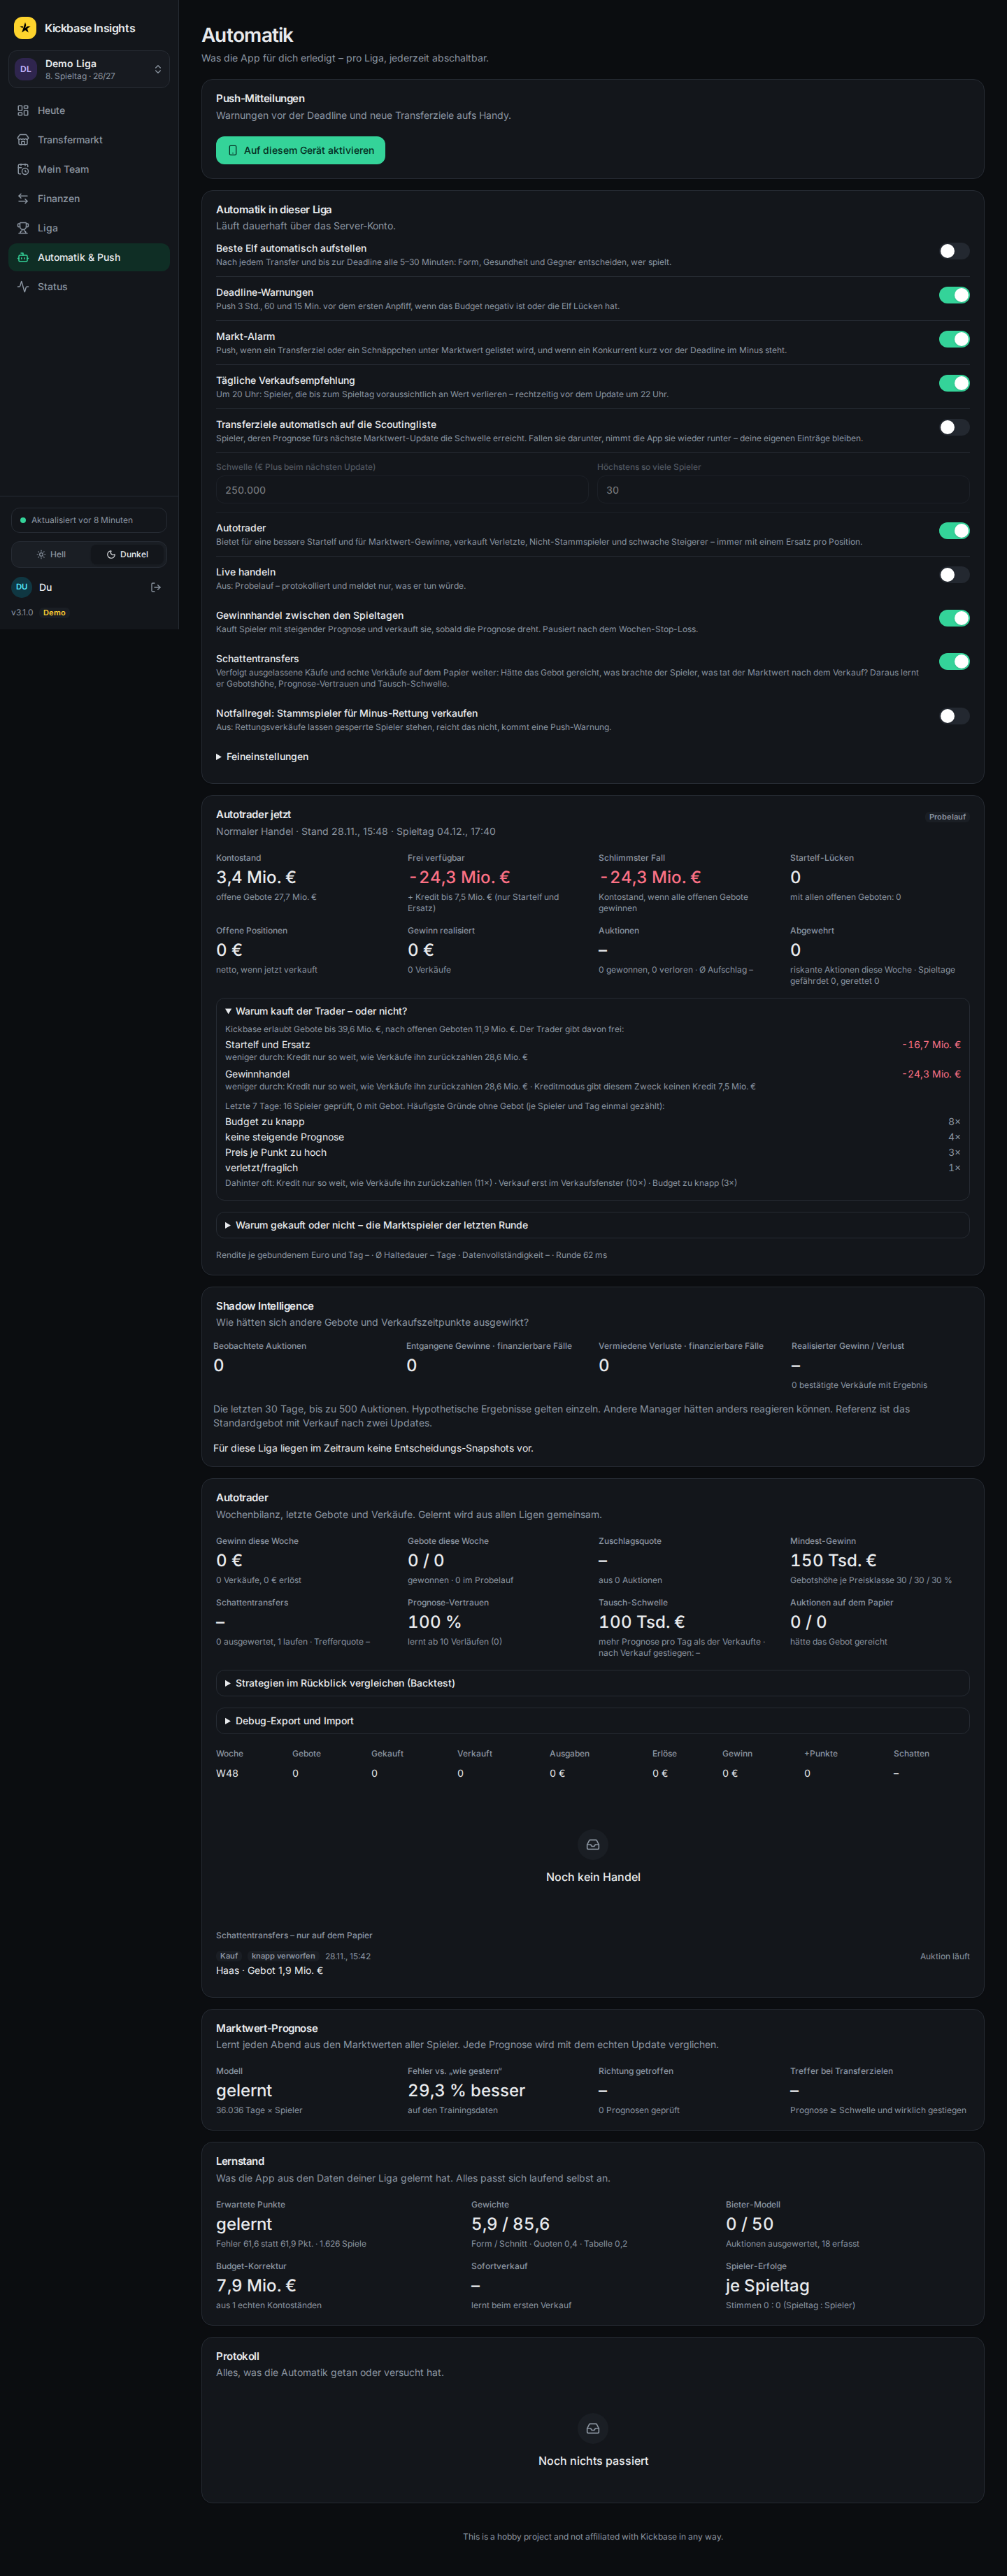 Kickbase Insights
DL
Demo Liga
8. Spieltag · 26/27
Heute
Transfermarkt
Mein Team
Finanzen
Liga
Automatik & Push
Status
Aktualisiert vor 8 Minuten
Hell
Dunkel
DU
Du
v3.1.0
Demo
Automatik
Was die App für dich erledigt – pro Liga, jederzeit abschaltbar.
Push-Mitteilungen
Warnungen vor der Deadline und neue Transferziele aufs Handy.
Auf diesem Gerät aktivieren
Automatik in dieser Liga
Läuft dauerhaft über das Server-Konto.
Beste Elf automatisch aufstellen
Nach jedem Transfer und bis zur Deadline alle 5–30 Minuten: Form, Gesundheit und Gegner entscheiden, wer spielt.
Deadline-Warnungen
Push 3 Std., 60 und 15 Min. vor dem ersten Anpfiff, wenn das Budget negativ ist oder die Elf Lücken hat.
Markt-Alarm
Push, wenn ein Transferziel oder ein Schnäppchen unter Marktwert gelistet wird, und wenn ein Konkurrent kurz vor der Deadline im Minus steht.
Tägliche Verkaufsempfehlung
Um 20 Uhr: Spieler, die bis zum Spieltag voraussichtlich an Wert verlieren – rechtzeitig vor dem Update um 22 Uhr.
Transferziele automatisch auf die Scoutingliste
Spieler, deren Prognose fürs nächste Marktwert-Update die Schwelle erreicht. Fallen sie darunter, nimmt die App sie wieder runter – deine eigenen Einträge bleiben.
Schwelle (€ Plus beim nächsten Update)
Höchstens so viele Spieler
250.000
30
Autotrader
Bietet für eine bessere Startelf und für Marktwert-Gewinne, verkauft Verletzte, Nicht-Stammspieler und schwache Steigerer – immer mit einem Ersatz pro Position.
Live handeln
Aus: Probelauf – protokolliert und meldet nur, was er tun würde.
Gewinnhandel zwischen den Spieltagen
Kauft Spieler mit steigender Prognose und verkauft sie, sobald die Prognose dreht. Pausiert nach dem Wochen-Stop-Loss.
Schattentransfers
Verfolgt ausgelassene Käufe und echte Verkäufe auf dem Papier weiter: Hätte das Gebot gereicht, was brachte der Spieler, was tat der Marktwert nach dem Verkauf? Daraus lernt
er Gebotshöhe, Prognose-Vertrauen und Tausch-Schwelle.
Notfallregel: Stammspieler für Minus-Rettung verkaufen
Aus: Rettungsverkäufe lassen gesperrte Spieler stehen, reicht das nicht, kommt eine Push-Warnung.
Feineinstellungen
Autotrader jetzt
Probelauf
Normaler Handel · Stand 28.11., 15:48 · Spieltag 04.12., 17:40
Kontostand
Frei verfügbar
Schlimmster Fall
Startelf-Lücken
3,4 Mio. €
-24,3 Mio. €
-24,3 Mio. €
0
offene Gebote 27,7 Mio. €
+ Kredit bis 7,5 Mio. € (nur Startelf und
Ersatz)
Kontostand, wenn alle offenen Gebote
gewinnen
mit allen offenen Geboten: 0
Offene Positionen
Gewinn realisiert
Auktionen
Abgewehrt
0 €
0 €
–
0
netto, wenn jetzt verkauft
0 Verkäufe
0 gewonnen, 0 verloren · Ø Aufschlag –
riskante Aktionen diese Woche · Spieltage
gefährdet 0, gerettet 0
Warum kauft der Trader – oder nicht?
Kickbase erlaubt Gebote bis 39,6 Mio. €, nach offenen Geboten 11,9 Mio. €. Der Trader gibt davon frei:
Startelf und Ersatz
-16,7 Mio. €
weniger durch: Kredit nur so weit, wie Verkäufe ihn zurückzahlen 28,6 Mio. €
Gewinnhandel
-24,3 Mio. €
weniger durch: Kredit nur so weit, wie Verkäufe ihn zurückzahlen 28,6 Mio. € · Kreditmodus gibt diesem Zweck keinen Kredit 7,5 Mio. €
Letzte 7 Tage: 16 Spieler geprüft, 0 mit Gebot. Häufigste Gründe ohne Gebot (je Spieler und Tag einmal gezählt):
Budget zu knapp
8×
keine steigende Prognose
4×
Preis je Punkt zu hoch
3×
verletzt/fraglich
1×
Dahinter oft: Kredit nur so weit, wie Verkäufe ihn zurückzahlen (11×) · Verkauf erst im Verkaufsfenster (10×) · Budget zu knapp (3×)
Warum gekauft oder nicht – die Marktspieler der letzten Runde
Rendite je gebundenem Euro und Tag – · Ø Haltedauer – Tage · Datenvollständigkeit – · Runde 62 ms
Shadow Intelligence
Wie hätten sich andere Gebote und Verkaufszeitpunkte ausgewirkt?
Beobachtete Auktionen
Entgangene Gewinne · finanzierbare Fälle
Vermiedene Verluste · finanzierbare Fälle
Realisierter Gewinn / Verlust
0
0
0
–
0 bestätigte Verkäufe mit Ergebnis
Die letzten 30 Tage, bis zu 500 Auktionen. Hypothetische Ergebnisse gelten einzeln. Andere Manager hätten anders reagieren können. Referenz ist das
Standardgebot mit Verkauf nach zwei Updates.
Für diese Liga liegen im Zeitraum keine Entscheidungs-Snapshots vor.
Autotrader
Wochenbilanz, letzte Gebote und Verkäufe. Gelernt wird aus allen Ligen gemeinsam.
Gewinn diese Woche
Gebote diese Woche
Zuschlagsquote
Mindest-Gewinn
0 €
0 / 0
–
150 Tsd. €
0 Verkäufe, 0 € erlöst
gewonnen · 0 im Probelauf
aus 0 Auktionen
Gebotshöhe je Preisklasse 30 / 30 / 30 %
Schattentransfers
Prognose-Vertrauen
Tausch-Schwelle
Auktionen auf dem Papier
–
100 %
100 Tsd. €
0 / 0
0 ausgewertet, 1 laufen · Trefferquote –
lernt ab 10 Verläufen (0)
mehr Prognose pro Tag als der Verkaufte ·
nach Verkauf gestiegen: –
hätte das Gebot gereicht
Strategien im Rückblick vergleichen (Backtest)
Debug-Export und Import
Woche
Gebote
Gekauft
Verkauft
Ausgaben
Erlöse
Gewinn
+Punkte
Schatten
W48
0
0
0
0 €
0 €
0 €
0
–
Noch kein Handel
Schattentransfers – nur auf dem Papier
Kauf
knapp verworfen
28.11., 15:42
Auktion läuft
Haas · Gebot 1,9 Mio. €
Marktwert-Prognose
Lernt jeden Abend aus den Marktwerten aller Spieler. Jede Prognose wird mit dem echten Update verglichen.
Modell
Fehler vs. „wie gestern“
Richtung getroffen
Treffer bei Transferzielen
gelernt
29,3 % besser
–
–
36.036 Tage × Spieler
auf den Trainingsdaten
0 Prognosen geprüft
Prognose ≥ Schwelle und wirklich gestiegen
Lernstand
Was die App aus den Daten deiner Liga gelernt hat. Alles passt sich laufend selbst an.
Erwartete Punkte
Gewichte
Bieter-Modell
gelernt
5,9 / 85,6
0 / 50
Fehler 61,6 statt 61,9 Pkt. · 1.626 Spiele
Form / Schnitt · Quoten 0,4 · Tabelle 0,2
Auktionen ausgewertet, 18 erfasst
Budget-Korrektur
Sofortverkauf
Spieler-Erfolge
7,9 Mio. €
–
je Spieltag
aus 1 echten Kontoständen
lernt beim ersten Verkauf
Stimmen 0 : 0 (Spieltag : Spieler)
Protokoll
Alles, was die Automatik getan oder versucht hat.
Noch nichts passiert
This is a hobby project and not affiliated with Kickbase in any way.